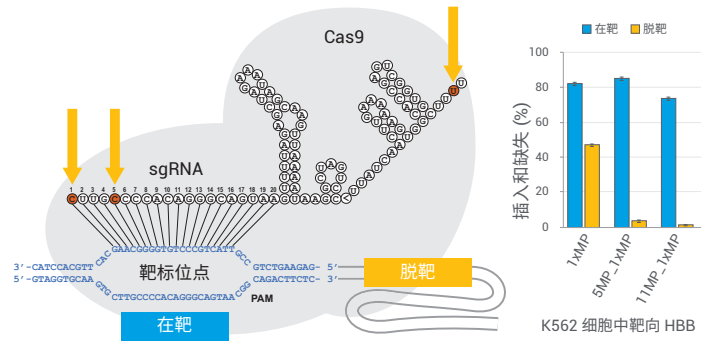 Cas9
sgRNA
1 2 3 4 5 6 7 8 9 10 11 12 13 14 15 16 17 18 19 20
CUUGCCCCACAGGGCAGUAA
GAACGGGGTGTCCCGTCATT
3'-CATCCACGTT CAC 靶标位点 GCC GTCTGAAGAG- 5'
5'-GTAGGTGCAA GTG CGG CAGACTTCTC- 3'
CTTGCCCCACAGGGCAGTAA
PAM
在靶
脱靶
在靶 脱靶
插入和缺失 (%)
100
80
60
40
20
0
1xMP
5MP_1xMP
11MP_1xMP
K562 细胞中靶向 HBB